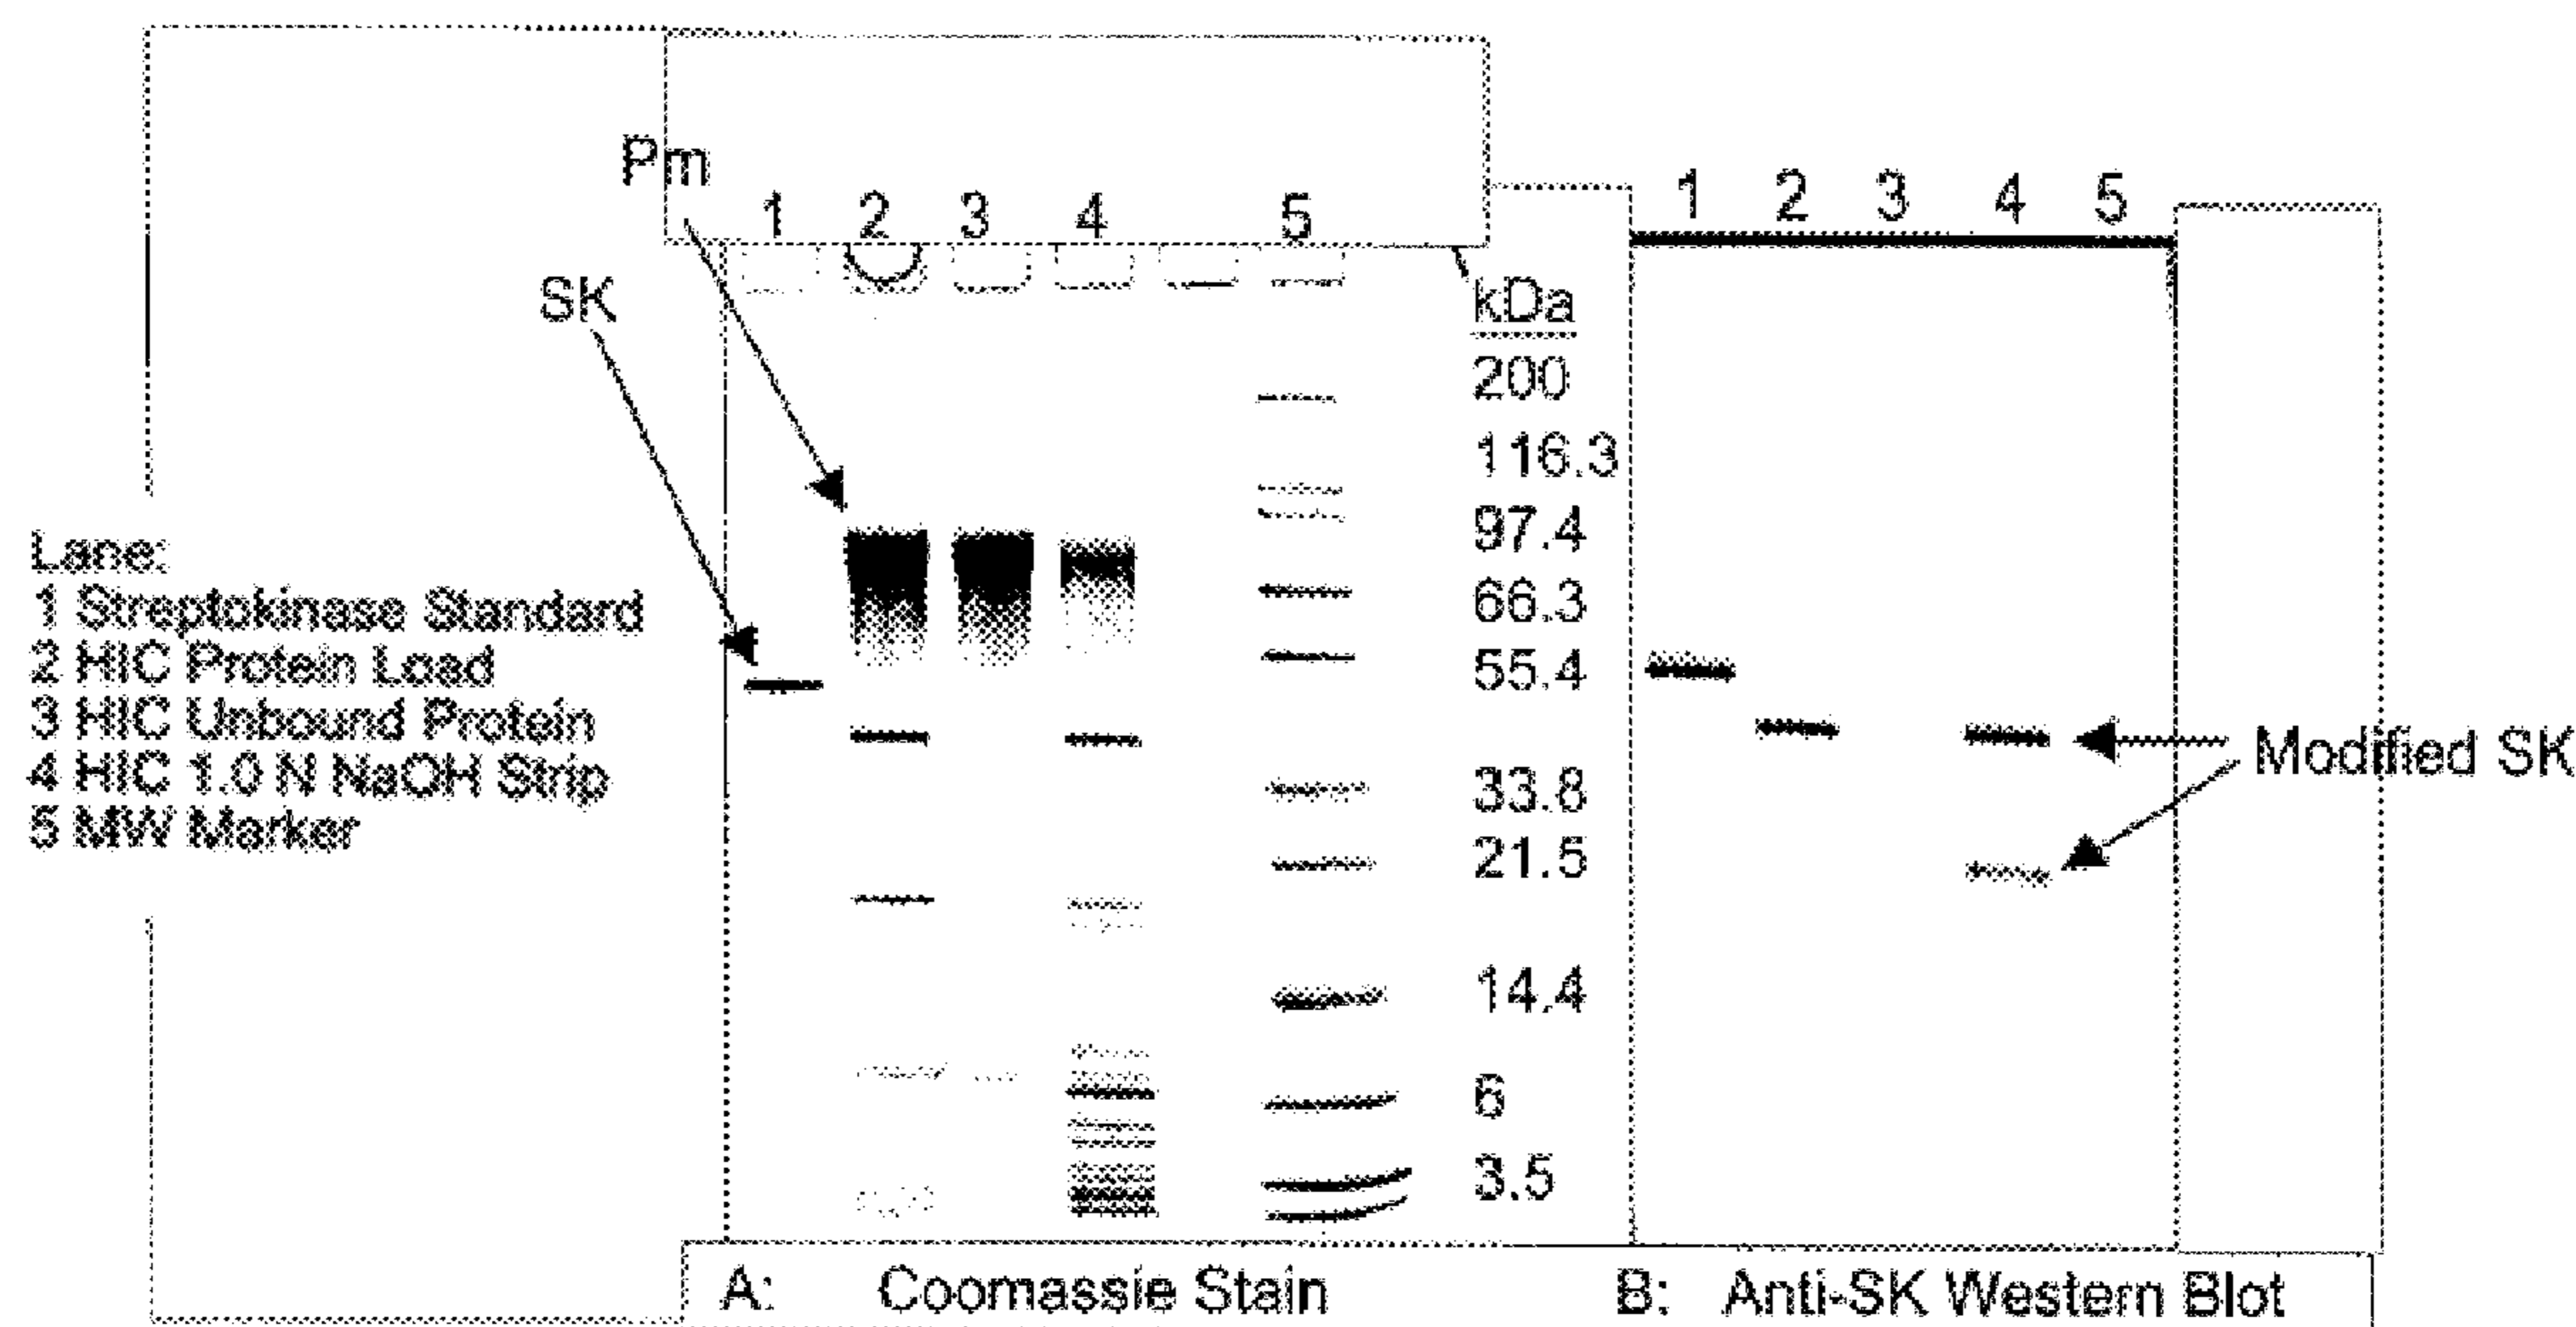 Pm
SK
1 2 3 4 5
kDa
200
116.3
97.4
66.3
55.4
33.8
21.5
14.4
6
3.5
Lane:
1 Streptokinase Standard
2 HIC Protein Load
3 HIC Unbound Protein
4 HIC 1.0 N NaOH Strip
5 MW Marker
1 2 3 4 5
Modified SK
A: Coomassie Stain
B: Anti-SK Western Blot